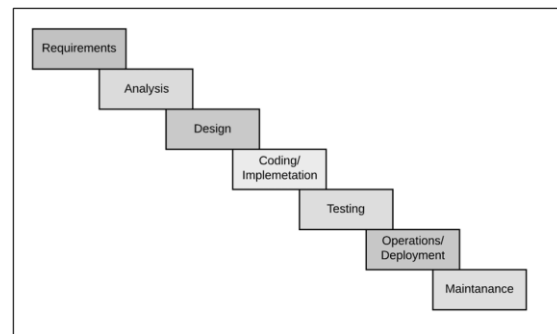 Requirements
Analysis
Design
Coding/
Implemetation
Testing
Operations/
Deployment
Maintanance